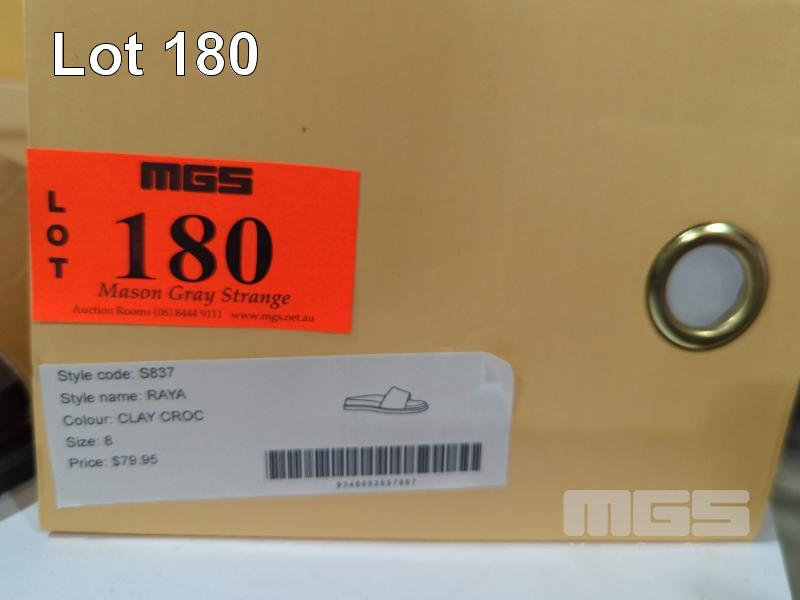 Lot 180
MGS
LOT
180
Mason Gray Strange
Auction Rooms (08) 8444 9111 www.mgs.net.au
Style code: S837
Style name: RAYA
Colour: CLAY CROC
Size: 8
Price: $79.95
MGS